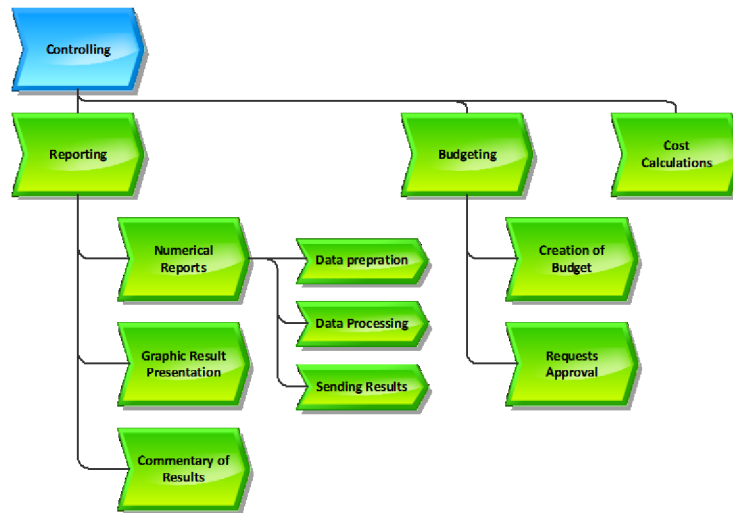 Controlling
Reporting
Budgeting
Cost
Calculations
Numerical
Reports
Data prepration
Creation of
Budget
Data Processing
Graphic Result
Presentation
Requests
Approval
Sending Results
Commentary of
Results